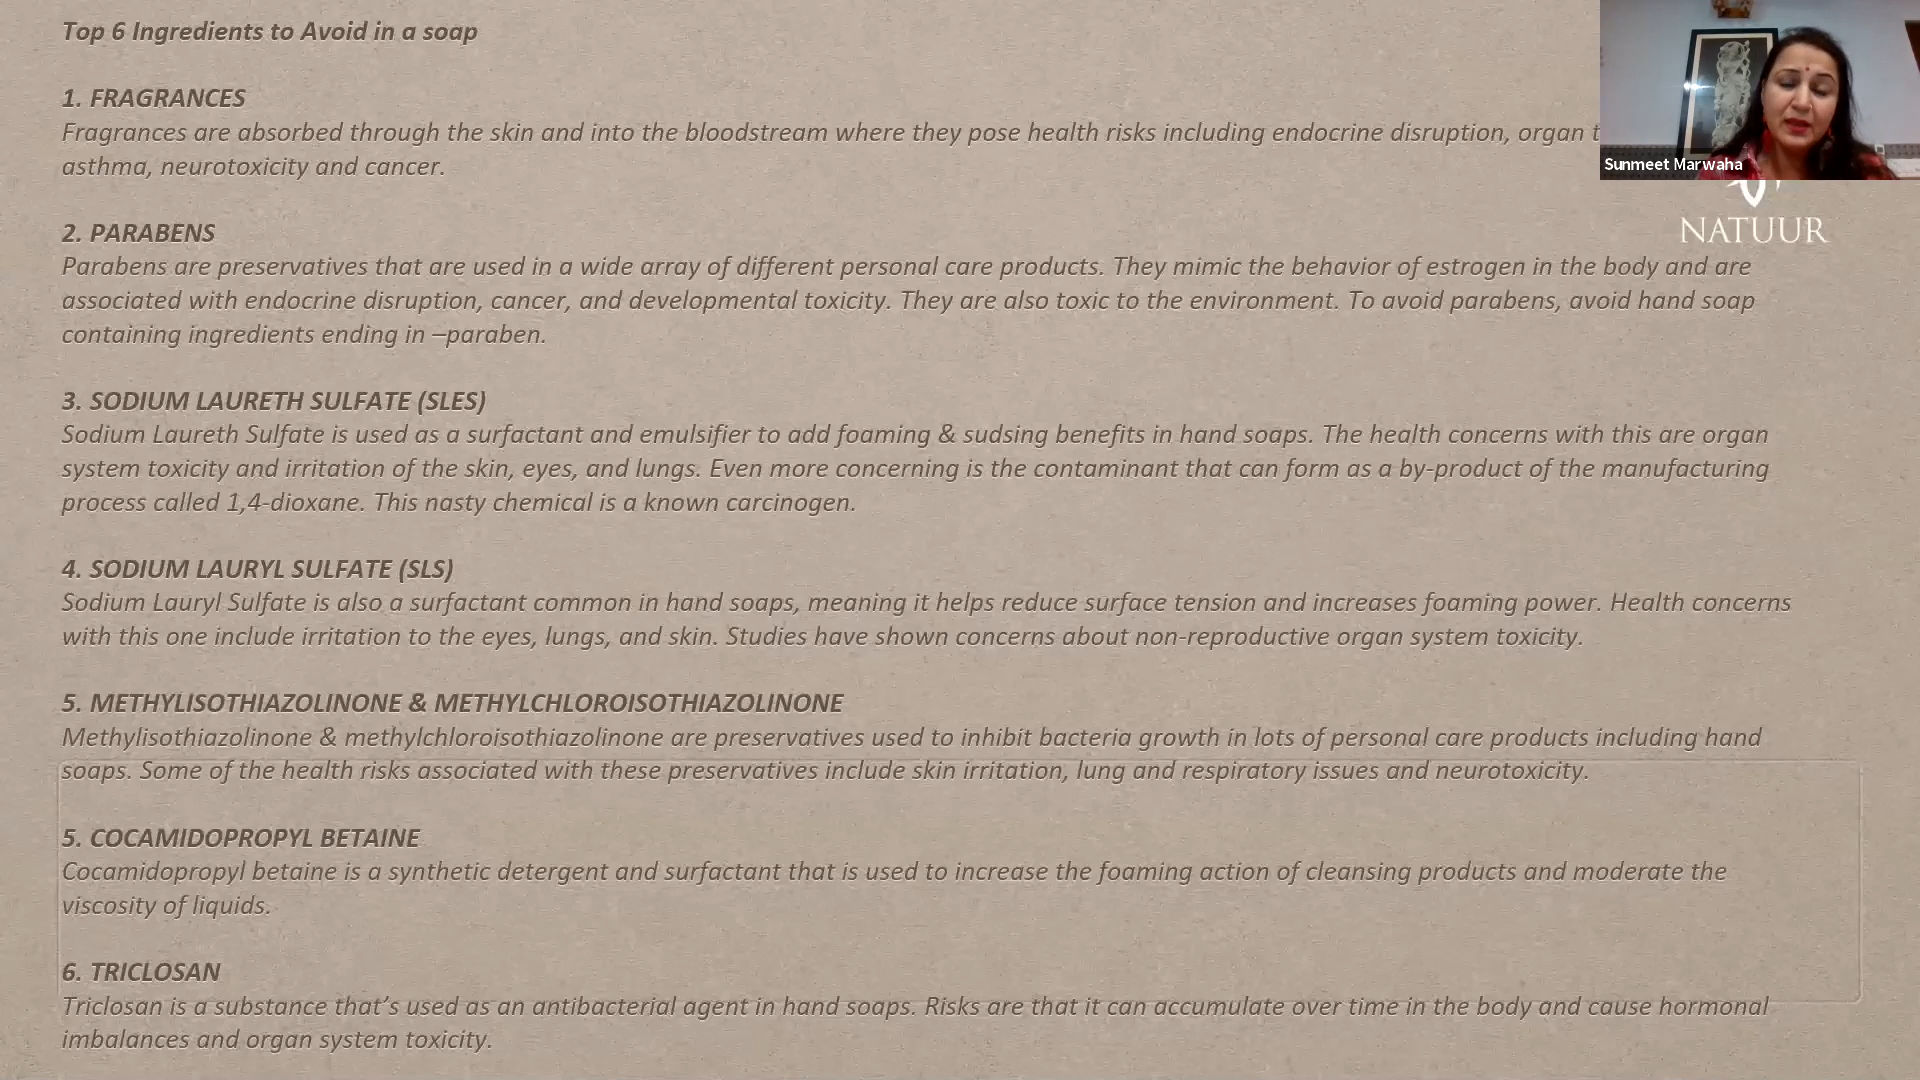 Top 6 Ingredients to Avoid in a soap
1. FRAGRANCES
Fragrances are absorbed through the skin and into the bloodstream where they pose health risks including endocrine disruption, organ
asthma, neurotoxicity and cancer.
2. PARABENS
Parabens are preservatives that are used in a wide array of different personal care products. They mimic the behavior of estrogen in the body and are
associated with endocrine disruption, cancer, and developmental toxicity. They are also toxic to the environment. To avoid parabens, avoid hand soap
containing ingredients ending in –paraben.
3. SODIUM LAURETH SULFATE (SLES)
Sodium Laureth Sulfate is used as a surfactant and emulsifier to add foaming & sudsing benefits in hand soaps. The health concerns with this are organ
system toxicity and irritation of the skin, eyes, and lungs. Even more concerning is the contaminant that can form as a by-product of the manufacturing
process called 1,4-dioxane. This nasty chemical is a known carcinogen.
4. SODIUM LAURYL SULFATE (SLS)
Sodium Lauryl Sulfate is also a surfactant common in hand soaps, meaning it helps reduce surface tension and increases foaming power. Health concerns
with this one include irritation to the eyes, lungs, and skin. Studies have shown concerns about non-reproductive organ system toxicity.
5. METHYLISOTHIAZOLINONE & METHYLCHLOROISOTHIAZOLINONE
Methylisothiazolinone & methylchloroisothiazolinone are preservatives used to inhibit bacteria growth in lots of personal care products including hand
soaps. Some of the health risks associated with these preservatives include skin irritation, lung and respiratory issues and neurotoxicity.
5. COCAMIDOPROPYL BETAINE
Cocamidopropyl betaine is a synthetic detergent and surfactant that is used to increase the foaming action of cleansing products and moderate the
viscosity of liquids.
6. TRICLOSAN
Triclosan is a substance that's used as an antibacterial agent in hand soaps. Risks are that it can accumulate over time in the body and cause hormonal
imbalances and organ system toxicity.
Sunmeet Marwaha
NATUUR